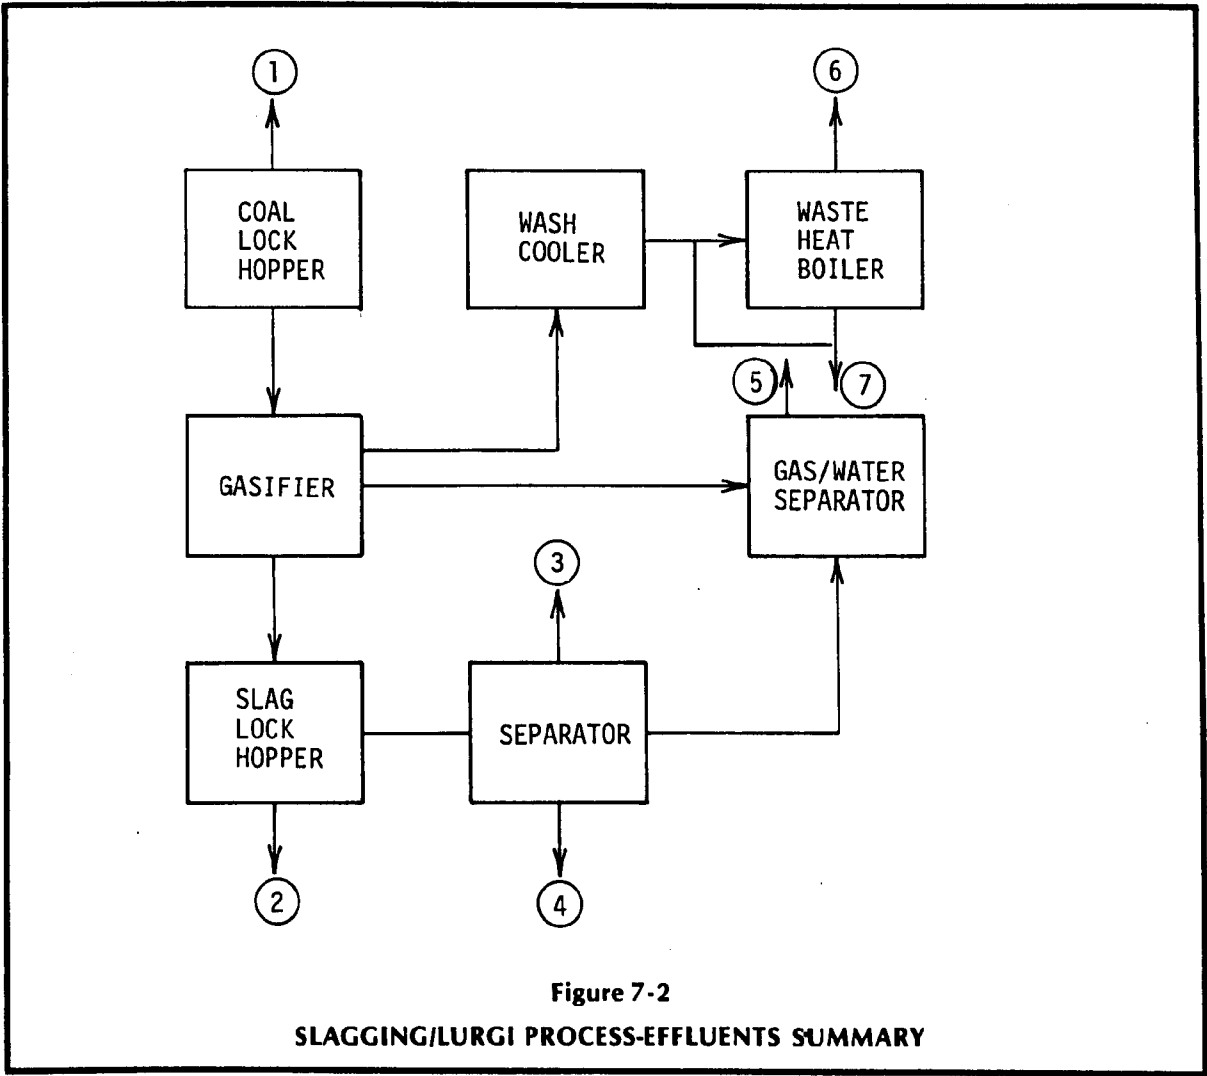 1
6
COAL
LOCK
HOPPER
WASH
COOLER
WASTE
HEAT
BOILER
5
7
GASIFIER
GAS/WATER
SEPARATOR
3
SLAG
LOCK
HOPPER
SEPARATOR
2
4
Figure 7-2
SLAGGING/LURGI PROCESS-EFFLUENTS SUMMARY